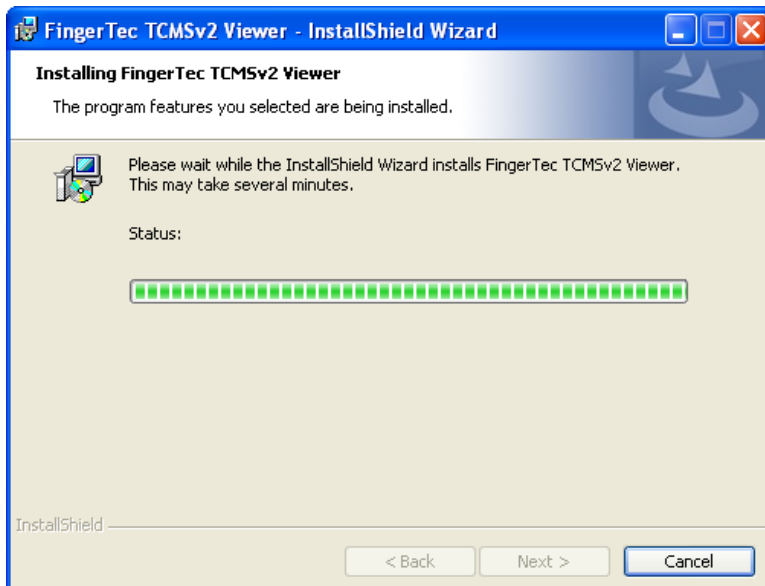 FingerTec TCMSv2 Viewer - InstallShield Wizard
Installing FingerTec TCMSv2 Viewer
The program features you selected are being installed.
Please wait while the InstallShield Wizard installs FingerTec TCMSv2 Viewer.
This may take several minutes.
Status:
InstallShield
< Back
Next >
Cancel